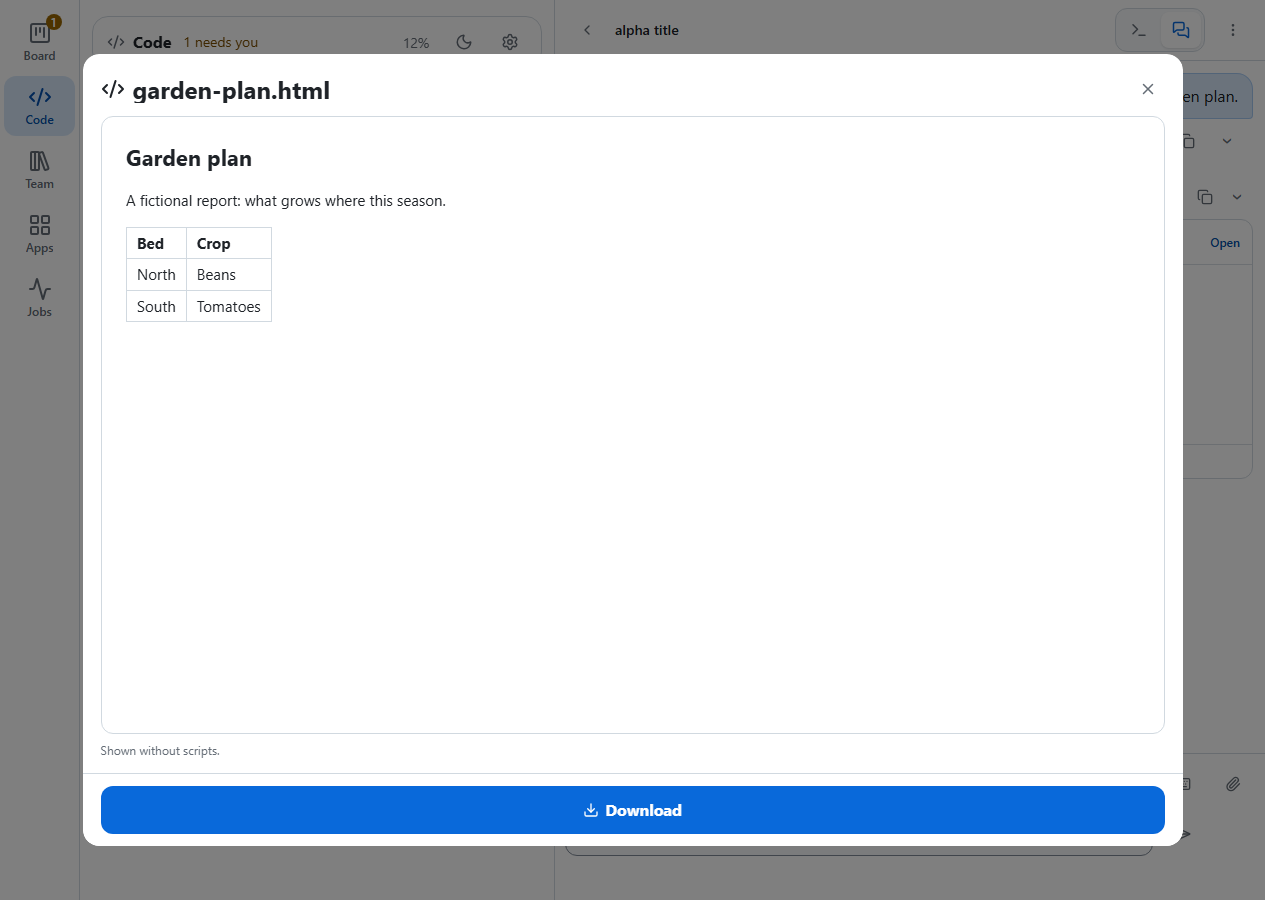 1
Board
Code
Team
Apps
Jobs
</> Code 1 needs you 12%
alpha title
en plan.
Open
</> garden-plan.html
Garden plan
A fictional report: what grows where this season.
Bed Crop
North Beans
South Tomatoes
Shown without scripts.
Download